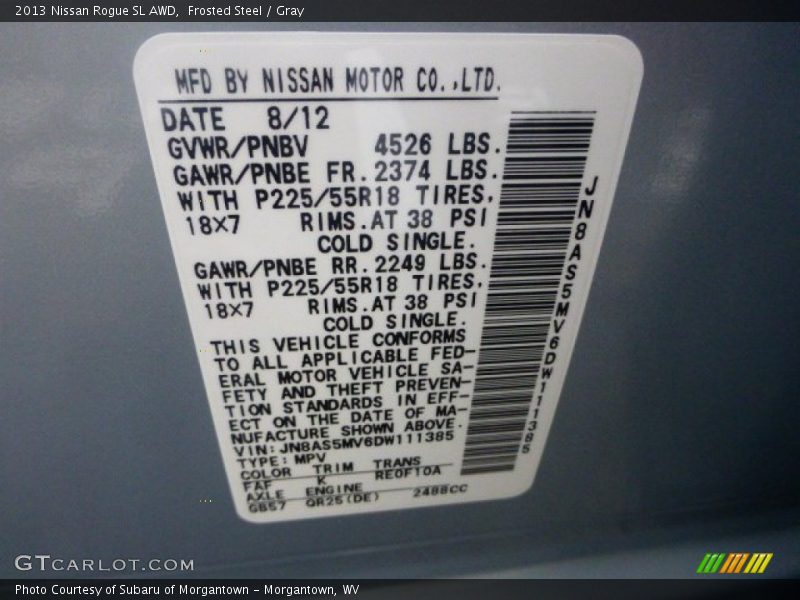 2013 Nissan Rogue SL AWD,  Frosted Steel / Gray
MFD BY NISSAN MOTOR CO.,LTD.
DATE 8/12
GVWR/PNBV 4526 LBS.
GAWR/PNBE FR. 2374 LBS.
WITH P225/55R18 TIRES,
18X7 RIMS.AT 38 PSI
COLD SINGLE.
GAWR/PNBE RR. 2249 LBS.
WITH P225/55R18 TIRES,
18X7 RIMS.AT 38 PSI
COLD SINGLE.
THIS VEHICLE CONFORMS
TO ALL APPLICABLE FED-
ERAL MOTOR VEHICLE SA-
FETY AND THEFT PREVEN-
TION STANDARDS IN EFF-
ECT ON THE DATE OF MA-
NUFACTURE SHOWN ABOVE.
VIN:JN8AS5MV6DW111385
TYPE:MPV
COLOR TRIM TRANS
FAF K RE0F10A
AXLE ENGINE
GB57 QR25(DE) 2488CC
JN8AS5MV6DW111385
GTCARLOT.COM
Photo Courtesy of Subaru of Morgantown - Morgantown, WV